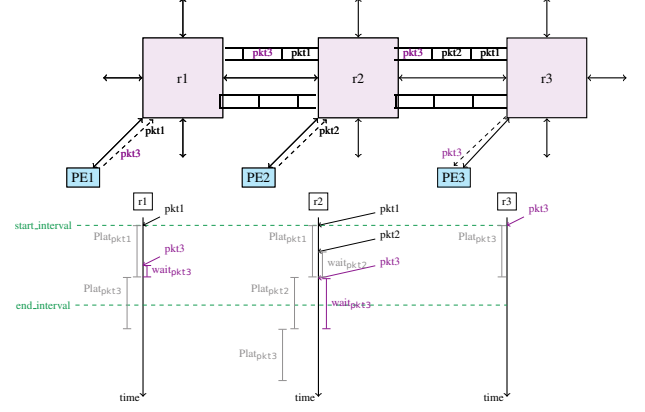 pkt3 pkt1
pkt3 pkt2 pkt1
r1
r2
r3
pkt1
pkt3
pkt2
pkt3
PE1
PE2
PE3
r1
r2
r3
pkt1
pkt1
pkt3
start_interval
Plat_pkt1
Plat_pkt1
Plat_pkt3
pkt2
pkt3
wait_pkt3
wait_pkt2
pkt3
Plat_pkt3
Plat_pkt2
end_interval
wait_pkt3
Plat_pkt3
time
time
time